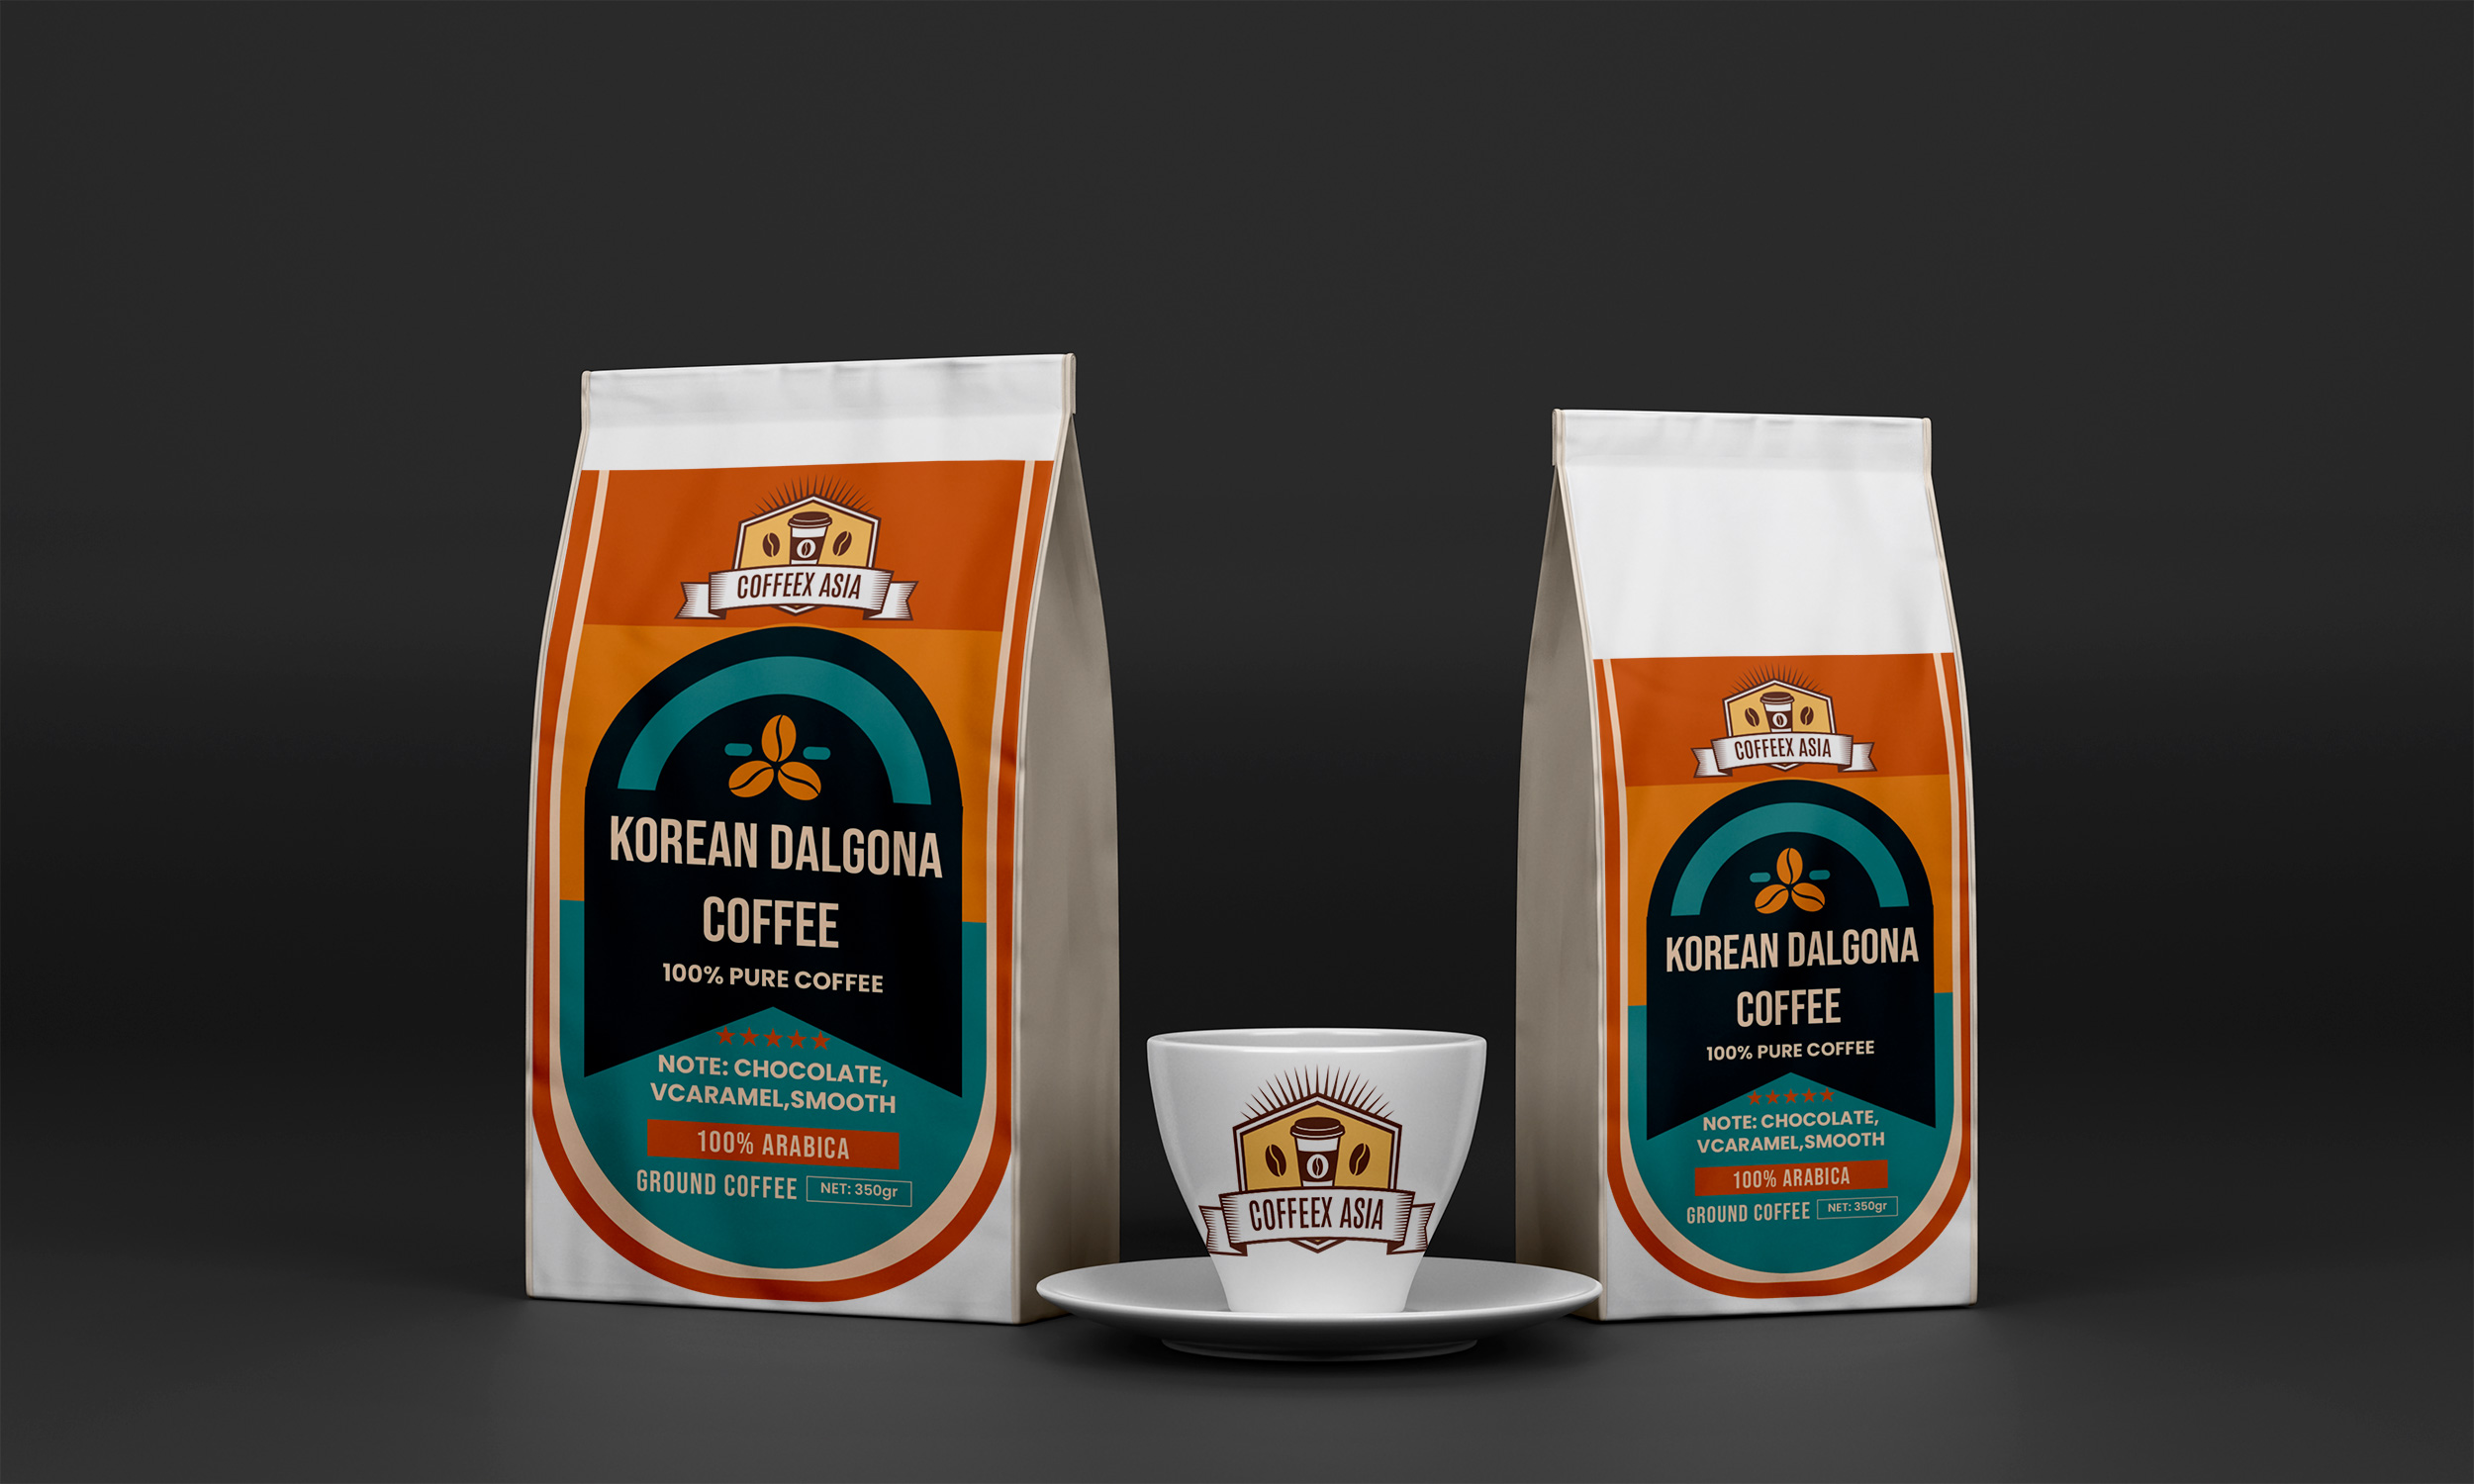 COFFEEX ASIA
KOREAN DALGONA
COFFEE
100% PURE COFFEE
NOTE: CHOCOLATE,
VCARAMEL,SMOOTH
100% ARABICA
GROUND COFFEE NET: 350gr
COFFEEX ASIA
COFFEEX ASIA
KOREAN DALGONA
COFFEE
100% PURE COFFEE
NOTE: CHOCOLATE,
VCARAMEL,SMOOTH
100% ARABICA
GROUND COFFEE NET: 350gr